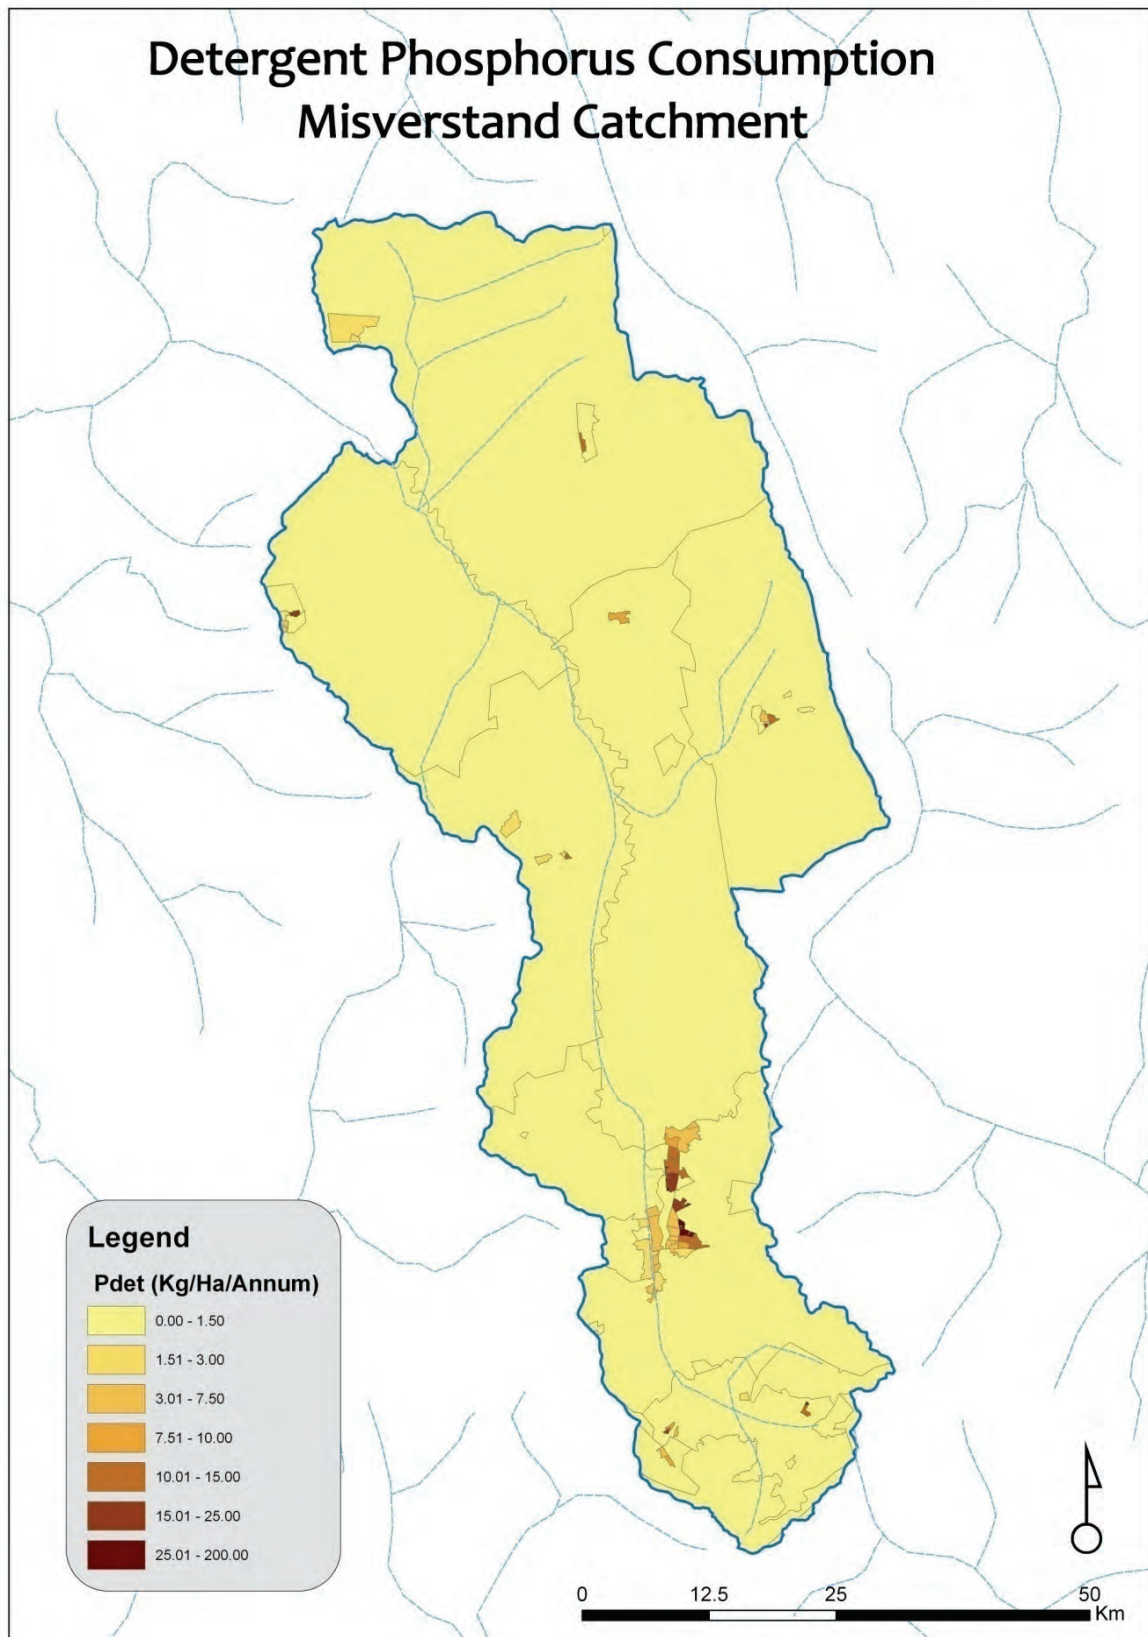 Detergent Phosphorus Consumption
Misverstand Catchment
Legend
Pdet (Kg/Ha/Annum)
0.00 - 1.50
1.51 - 3.00
3.01 - 7.50
7.51 - 10.00
10.01 - 15.00
15.01 - 25.00
25.01 - 200.00
0 12.5 25 50
Km